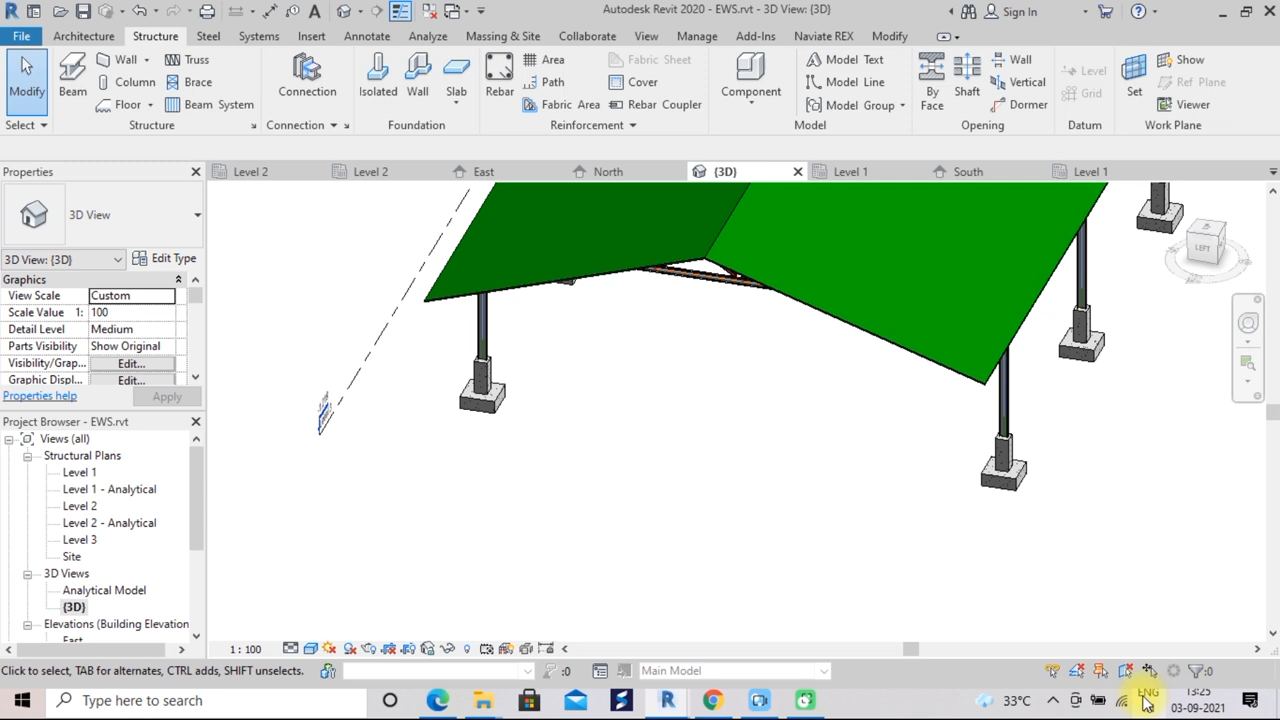 Autodesk Revit 2020 - EWS.rvt - 3D View: {3D}
Sign In
File Architecture Structure Steel Systems Insert Annotate Analyze Massing & Site Collaborate View Manage Add-Ins Naviate REX Modify
Modify
Select
Beam
Wall
Column
Floor
Truss
Brace
Beam System
Structure
Connection
Connection
Isolated
Wall
Slab
Foundation
Rebar
Area
Path
Fabric Area
Fabric Sheet
Cover
Rebar Coupler
Reinforcement
Component
Model Text
Model Line
Model Group
Model
By
Face
Shaft
Wall
Vertical
Dormer
Opening
Level
Grid
Datum
Set
Show
Ref Plane
Viewer
Work Plane
Properties
Level 2 Level 2 East North {3D} Level 1 South Level 1
3D View
3D View: {3D}
Edit Type
Graphics
View Scale Custom
Scale Value 1: 100
Detail Level Medium
Parts Visibility Show Original
Visibility/Grap... Edit...
Graphic Displ... Edit...
Properties help
Apply
Project Browser - EWS.rvt
Views (all)
Structural Plans
Level 1
Level 1 - Analytical
Level 2
Level 2 - Analytical
Level 3
Site
3D Views
Analytical Model
{3D}
Elevations (Building Elevation
East
LEFT
1 : 100
Click to select, TAB for alternates, CTRL adds, SHIFT unselects.
:0
Main Model
:0
Type here to search
33°C
ENG
13:25
03-09-2021